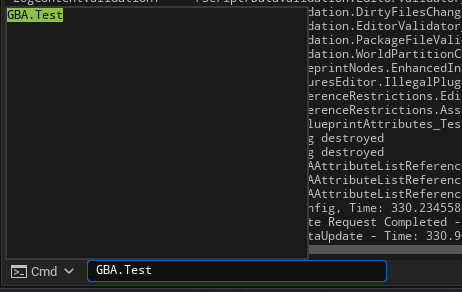 LogContentValidation: /Script/DataValidation.EditorValidator
GBA.Test
dation.DirtyFilesChang
dation.EditorValidator
dation.PackageFileVali
dation.WorldPartitionC
eprintNodes.EnhancedIn
uresEditor.IllegalPlug
erenceRestrictions.Edi
erenceRestrictions.Ass
lueprintAttributes_Tes
g destroyed
g destroyed
AAttributeListReferenc
AAttributeListReferenc
AAttributeListReferenc
nfig, Time: 330.234558
te Request Completed -
taUpdate - Time: 330.9
Cmd
GBA.Test